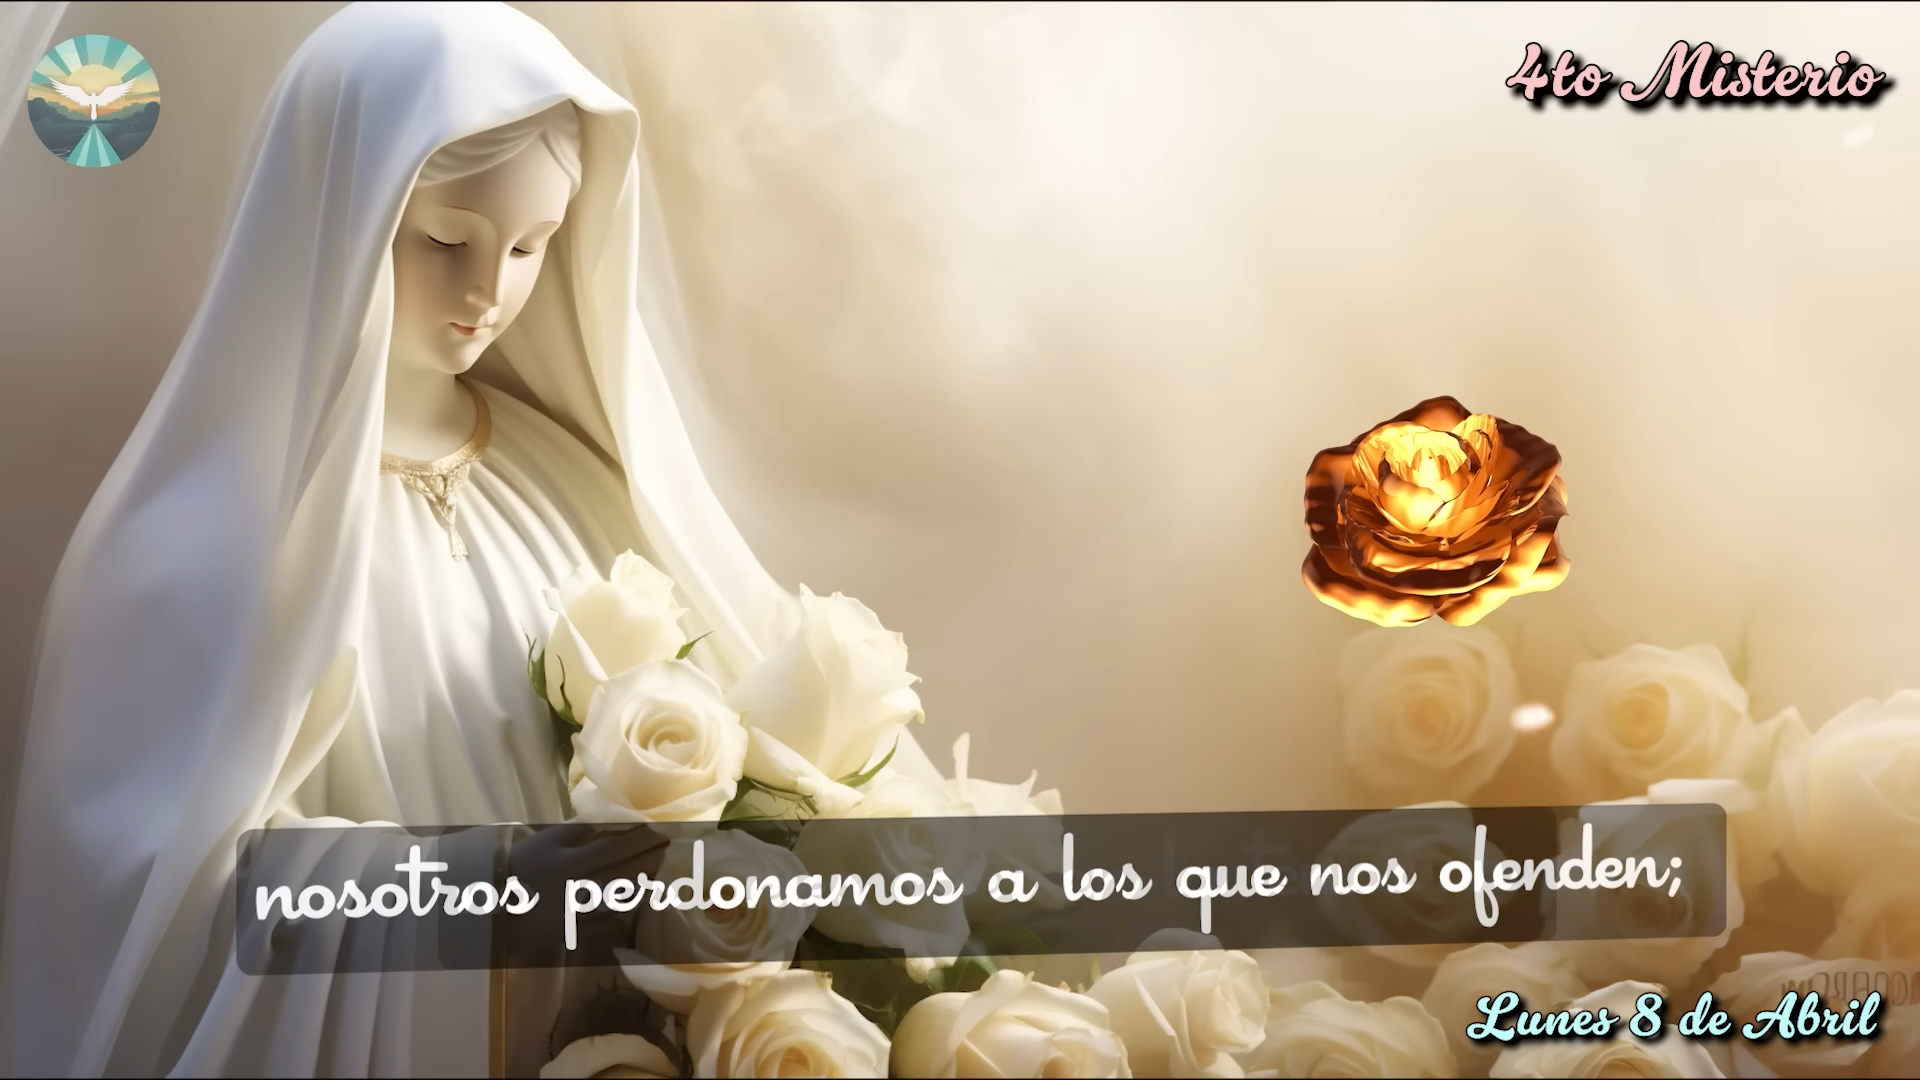 4to Misterio
nosotros perdonamos a los que nos ofenden;
Lunes 8 de Abril